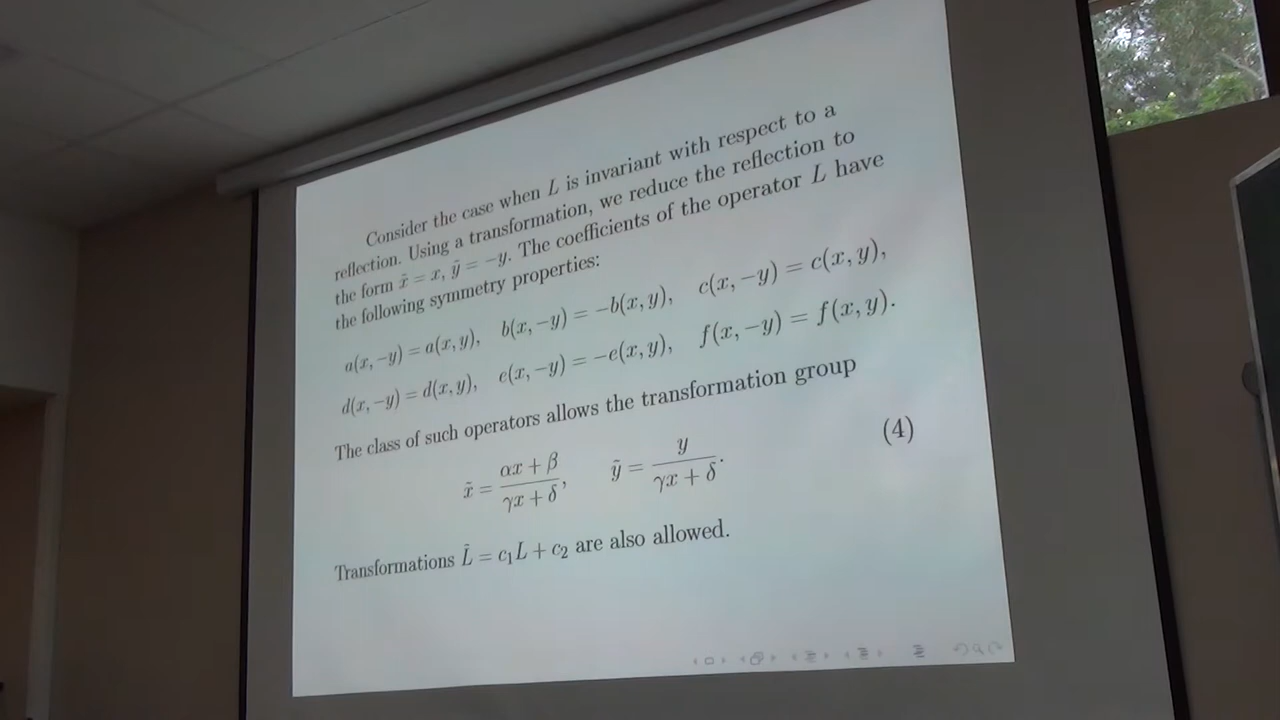 Consider the case when L is invariant with respect to a
reflection. Using a transformation, we reduce the reflection to
the form x̃ = x, ỹ = −y. The coefficients of the operator L have
the following symmetry properties:
a(x, −y) = a(x, y), b(x, −y) = −b(x, y), c(x, −y) = c(x, y),
d(x, −y) = d(x, y), e(x, −y) = −e(x, y), f(x, −y) = f(x, y).
The class of such operators allows the transformation group
x̃ = (αx + β)/(γx + δ), ỹ = y/(γx + δ). (4)
Transformations L̃ = c₁L + c₂ are also allowed.